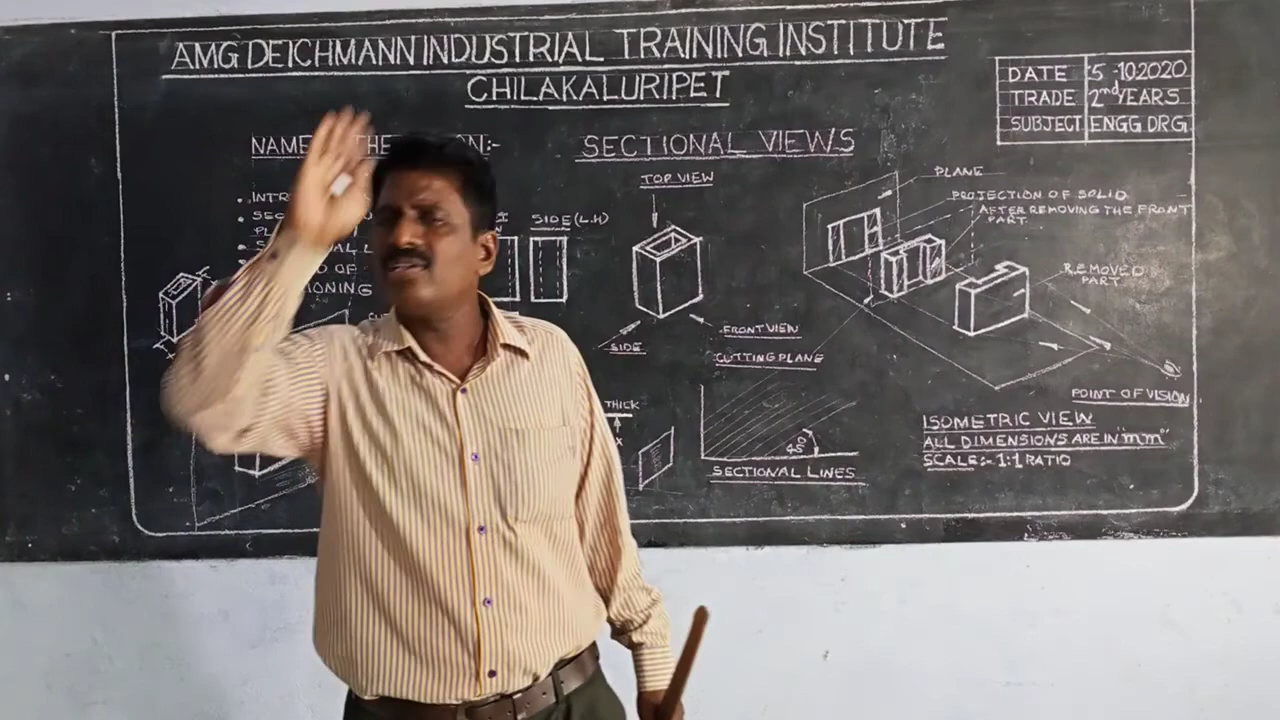 AMG DEICHMANN INDUSTRIAL TRAINING INSTITUTE
CHILAKALURIPET
DATE 5-10 2020
TRADE 2nd YEARS
SUBJECT ENGG DRG
SECTIONAL VIEWS
TOP VIEW
SIDE (L.H)
PLANE
PROJECTION OF SOLID
AFTER REMOVING THE FRONT
PART
REMOVED
PART
FRONT VIEW
SIDE
CUTTING PLANE
THICK
X
45°
SECTIONAL LINES
POINT OF VISION
ISOMETRIC VIEW
ALL DIMENSIONS ARE IN "mm"
SCALE:- 1:1 RATIO